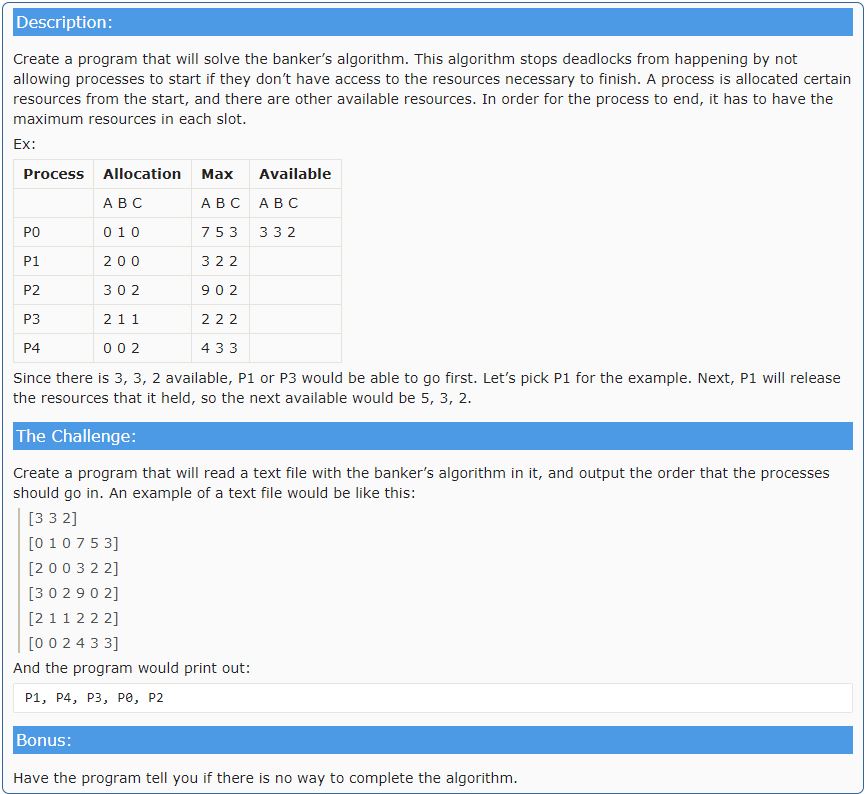 Description:
Create a program that will solve the banker’s algorithm. This algorithm stops deadlocks from happening by not
allowing processes to start if they don’t have access to the resources necessary to finish. A process is allocated certain
resources from the start, and there are other available resources. In order for the process to end, it has to have the
maximum resources in each slot.
Ex:
Process Allocation Max Available
A B C A B C A B C
P0 0 1 0 7 5 3 3 3 2
P1 2 0 0 3 2 2
P2 3 0 2 9 0 2
P3 2 1 1 2 2 2
P4 0 0 2 4 3 3
Since there is 3, 3, 2 available, P1 or P3 would be able to go first. Let’s pick P1 for the example. Next, P1 will release
the resources that it held, so the next available would be 5, 3, 2.
The Challenge:
Create a program that will read a text file with the banker’s algorithm in it, and output the order that the processes
should go in. An example of a text file would be like this:
[3 3 2]
[0 1 0 7 5 3]
[2 0 0 3 2 2]
[3 0 2 9 0 2]
[2 1 1 2 2 2]
[0 0 2 4 3 3]
And the program would print out:
P1, P4, P3, P0, P2
Bonus:
Have the program tell you if there is no way to complete the algorithm.